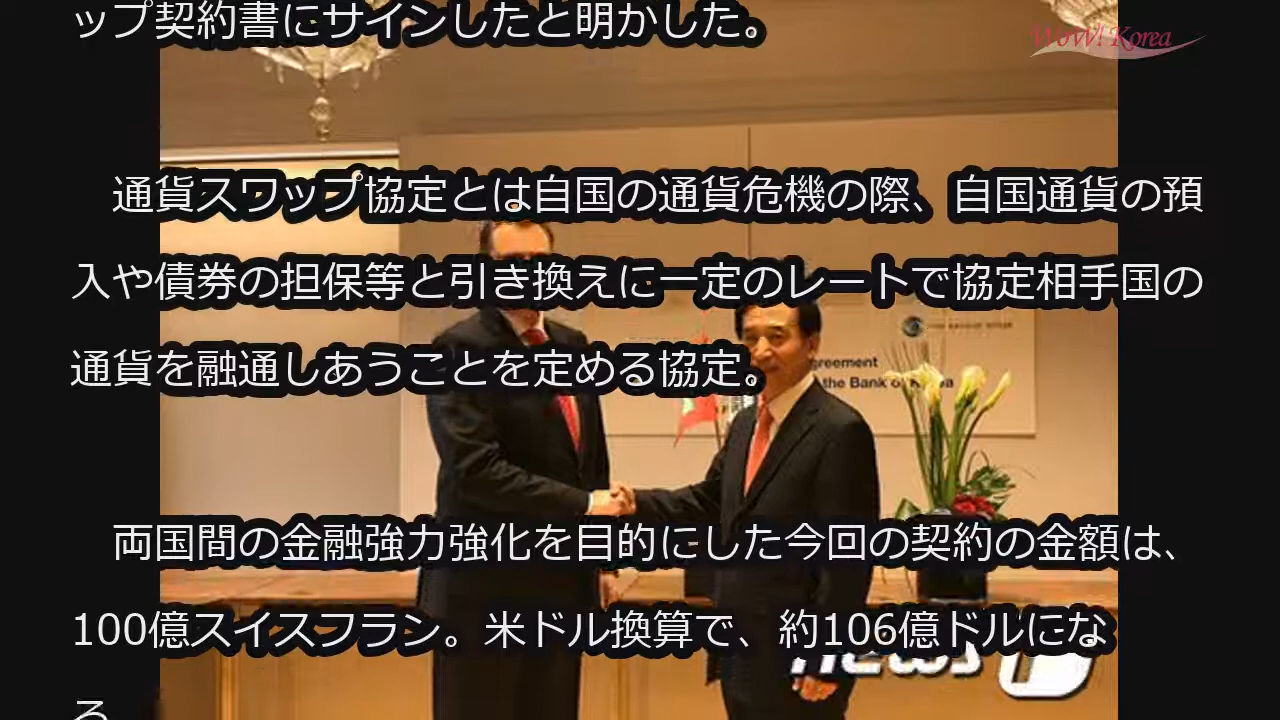 ップ契約書にサインしたと明かした。
WoW! Korea
通貨スワップ協定とは自国の通貨危機の際、自国通貨の預
入や債券の担保等と引き換えに一定のレートで協定相手国の
通貨を融通しあうことを定める協定。
greement
the Bank of
両国間の金融強力強化を目的にした今回の契約の金額は、
100億スイスフラン。米ドル換算で、約106億ドルにな
る
news1